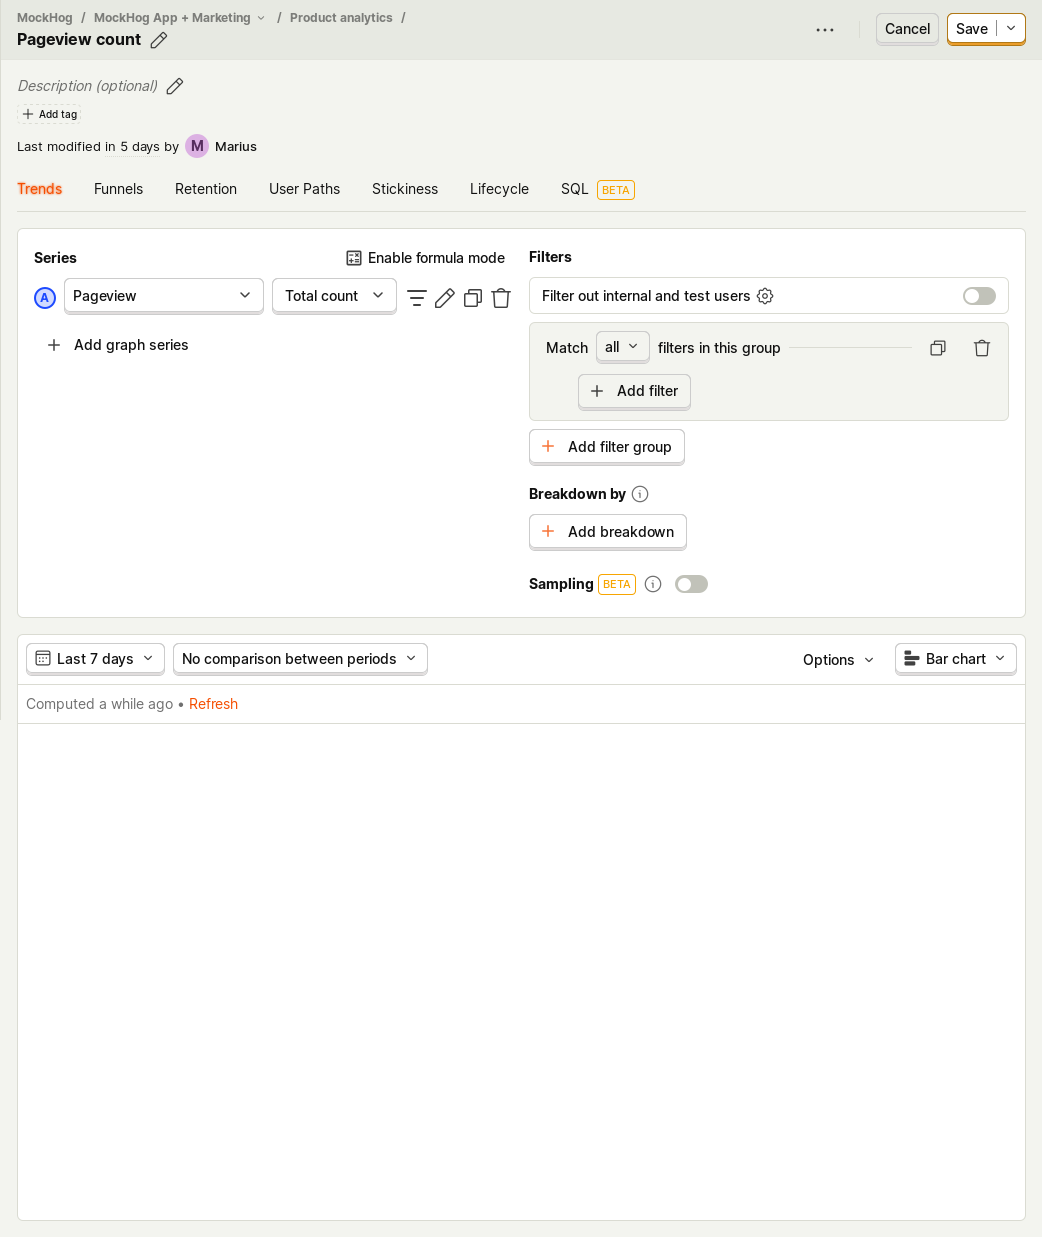 MockHog / MockHog App + Marketing / Product analytics /
Pageview count
Cancel
Save
Description (optional)
Add tag
Last modified in 5 days by M Marius
Trends
Funnels
Retention
User Paths
Stickiness
Lifecycle
SQL BETA
Series
Enable formula mode
A
Pageview
Total count
Add graph series
Filters
Filter out internal and test users
Match all filters in this group
Add filter
Add filter group
Breakdown by
Add breakdown
Sampling BETA
Last 7 days
No comparison between periods
Options
Bar chart
Computed a while ago • Refresh